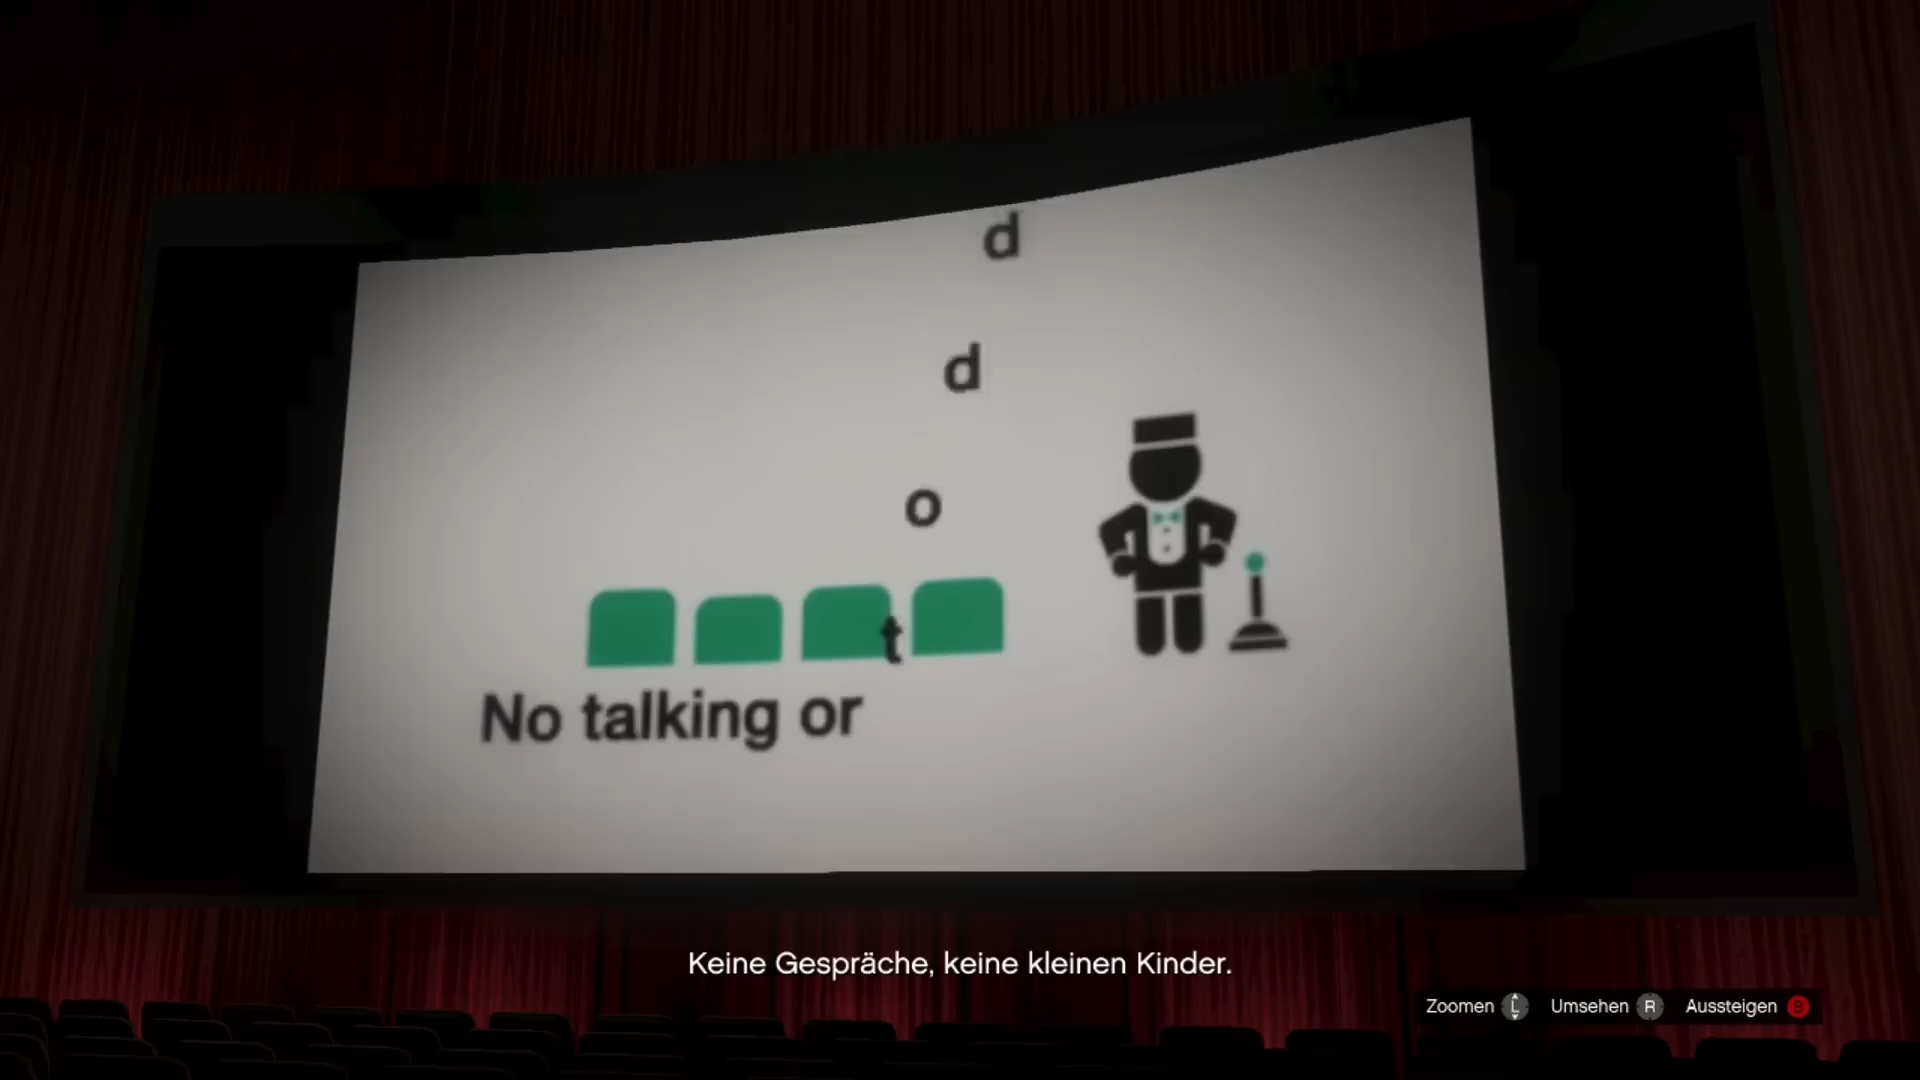 d
d
o
t
No talking or
Keine Gespräche, keine kleinen Kinder.
Zoomen L Umsehen R Aussteigen B